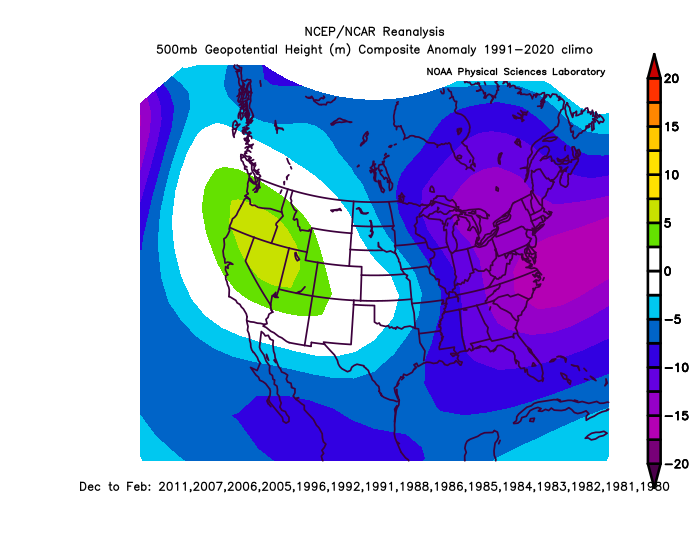 NCEP/NCAR Reanalysis
500mb Geopotential Height (m) Composite Anomaly 1991−2020 climo
NOAA Physical Sciences Laboratory
20
15
10
5
0
−5
−10
−15
−20
Dec to Feb: 2011,2007,2006,2005,1996,1992,1991,1988,1986,1985,1984,1983,1982,1981,1980